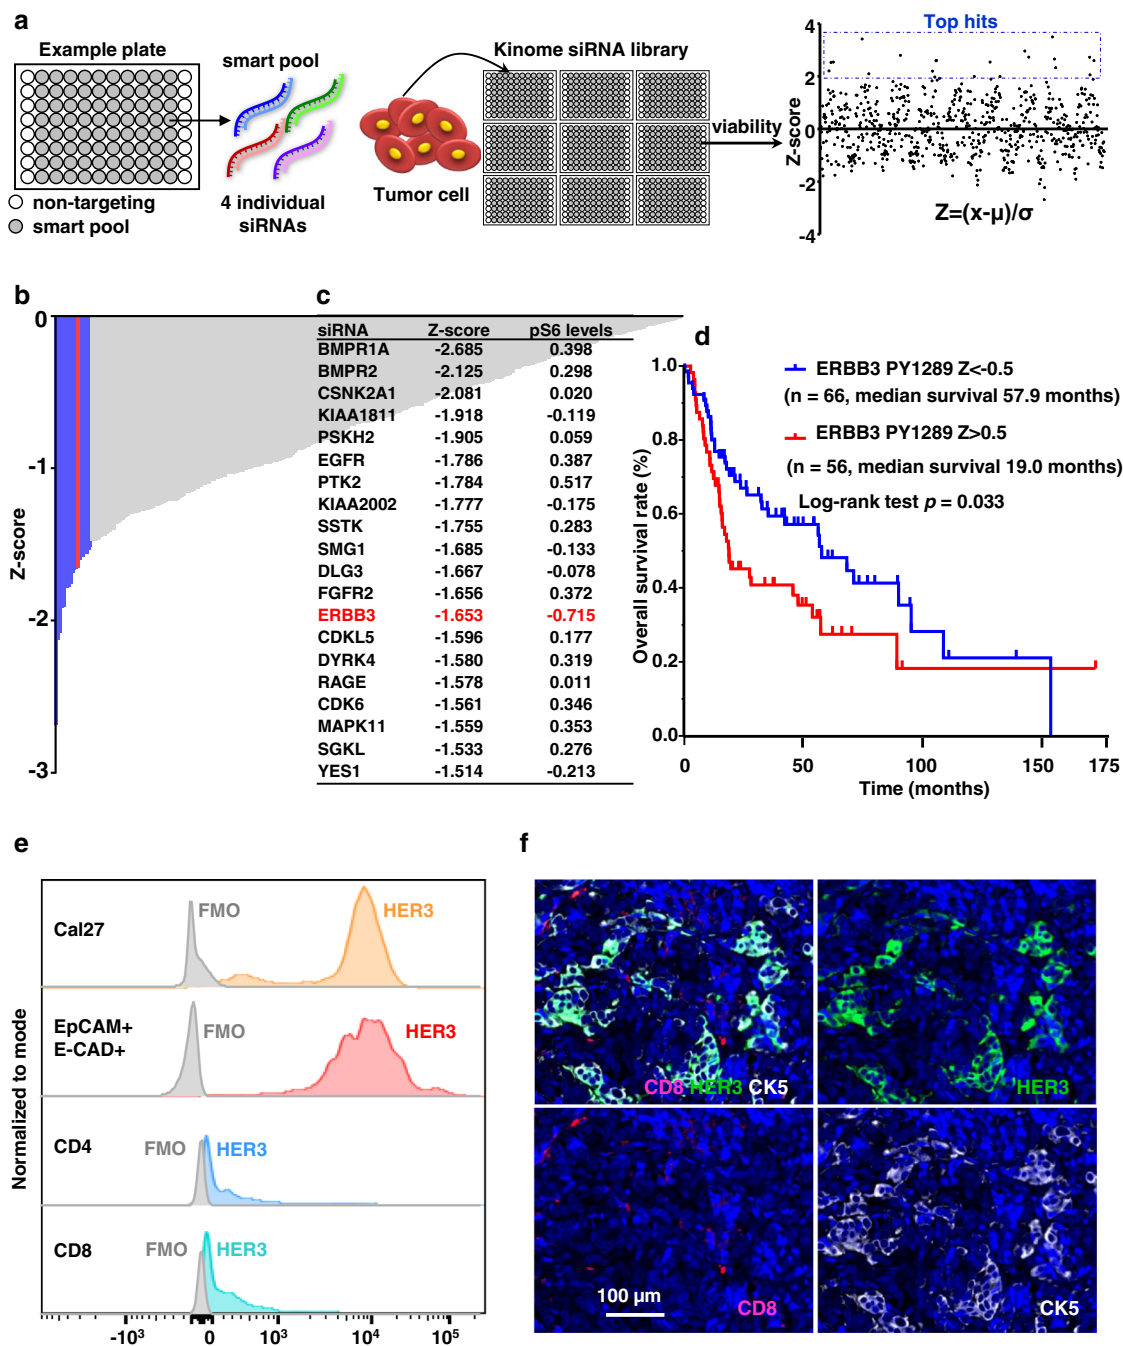 a
Example plate
non-targeting
smart pool
smart pool
4 individual
siRNAs
Tumor cell
Kinome siRNA library
viability
Top hits
Z-score
4
2
0
-2
-4
Z=(x-μ)/σ
b
Z-score
0
-1
-2
-3
c
siRNA Z-score pS6 levels
BMPR1A -2.685 0.398
BMPR2 -2.125 0.298
CSNK2A1 -2.081 0.020
KIAA1811 -1.918 -0.119
PSKH2 -1.905 0.059
EGFR -1.786 0.387
PTK2 -1.784 0.517
KIAA2002 -1.777 -0.175
SSTK -1.755 0.283
SMG1 -1.685 -0.133
DLG3 -1.667 -0.078
FGFR2 -1.656 0.372
ERBB3 -1.653 -0.715
CDKL5 -1.596 0.177
DYRK4 -1.580 0.319
RAGE -1.578 0.011
CDK6 -1.561 0.346
MAPK11 -1.559 0.353
SGKL -1.533 0.276
YES1 -1.514 -0.213
d
ERBB3 PY1289 Z<-0.5
(n = 66, median survival 57.9 months)
ERBB3 PY1289 Z>0.5
(n = 56, median survival 19.0 months)
Log-rank test p = 0.033
Overall survival rate (%)
1.0
0.8
0.6
0.4
0.2
0.0
0 50 100 150 175
Time (months)
e
Normalized to mode
Cal27
FMO
HER3
EpCAM+
E-CAD+
FMO
HER3
CD4
FMO
HER3
CD8
FMO
HER3
-10³ 0 10³ 10⁴ 10⁵
f
CD8 HER3 CK5
HER3
100 µm
CD8
CK5